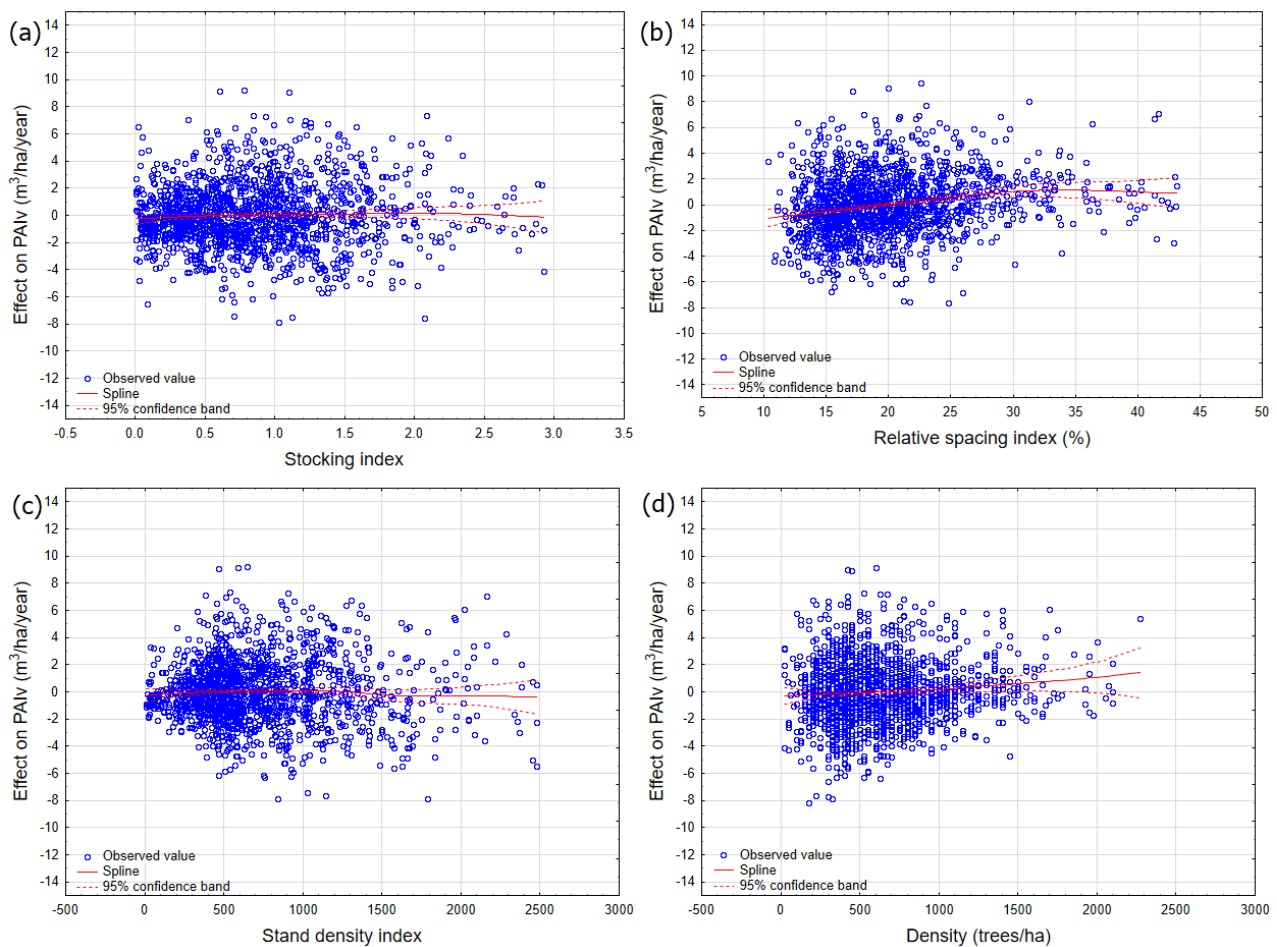 (a)
Effect on PAIv (m³/ha/year)
14
12
10
8
6
4
2
0
-2
-4
-6
-8
-10
-12
-14
Observed value
Spline
95% confidence band
-0.5 0.0 0.5 1.0 1.5 2.0 2.5 3.0 3.5
Stocking index
(b)
Effect on PAIv (m³/ha/year)
14
12
10
8
6
4
2
0
-2
-4
-6
-8
-10
-12
-14
Observed value
Spline
95% confidence band
5 10 15 20 25 30 35 40 45 50
Relative spacing index (%)
(c)
Effect on PAIv (m³/ha/year)
14
12
10
8
6
4
2
0
-2
-4
-6
-8
-10
-12
-14
Observed value
Spline
95% confidence band
-500 0 500 1000 1500 2000 2500 3000
Stand density index
(d)
Effect on PAIv (m³/ha/year)
14
12
10
8
6
4
2
0
-2
-4
-6
-8
-10
-12
-14
Observed value
Spline
95% confidence band
-500 0 500 1000 1500 2000 2500 3000
Density (trees/ha)